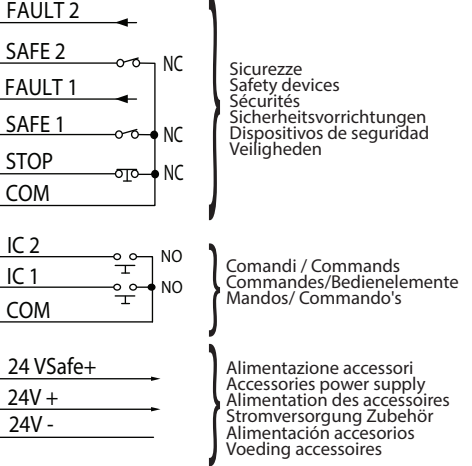 FAULT 2
SAFE 2
NC
FAULT 1
SAFE 1
NC
STOP
NC
COM
Sicurezze
Safety devices
Sécurités
Sicherheitsvorrichtungen
Dispositivos de seguridad
Veiligheden
IC 2
NO
IC 1
NO
COM
Comandi / Commands
Commandes/Bedienelemente
Mandos/ Commando's
24 VSafe+
24V +
24V -
Alimentazione accessori
Accessories power supply
Alimentation des accessoires
Stromversorgung Zubehör
Alimentación accesorios
Voeding accessoires